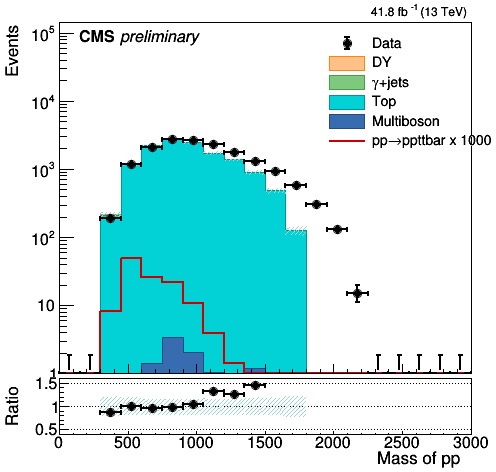 41.8 fb⁻¹ (13 TeV)
CMS preliminary
Events
10⁵
10⁴
10³
10²
10
1
Data
DY
γ+jets
Top
Multiboson
pp→ppttbar x 1000
Ratio
1.5
1
0.5
0 500 1000 1500 2000 2500 3000
Mass of pp